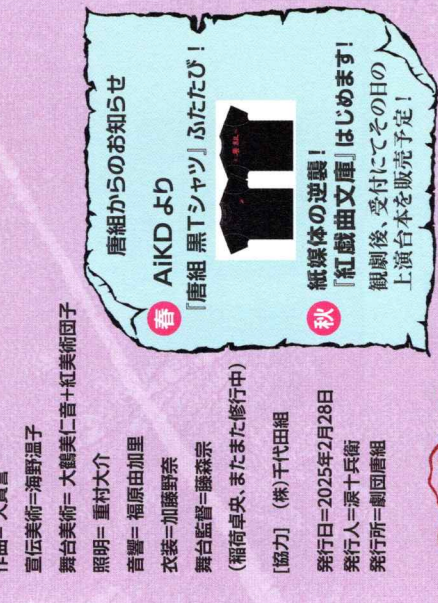 作曲=大貫誉
宣伝美術=海野温子
舞台美術=大鶴美仁音+紅美術団子
照明=重村大介
音響=福原由加里
衣装=加藤野奈
舞台監督=藤森宗
(稲荷卓央、またまた修行中)
[協力] (株)千代田組
発行日=2025年2月28日
発行人=涙十兵衛
発行所=劇団唐組
唐組からのお知らせ
春 AiKDより
『唐組 黒Tシャツ』ふたたび!
秋 紙媒体の逆襲!
『紅戯曲文庫』はじめます!
観劇後、受付にてその日の
上演台本を販売予定!